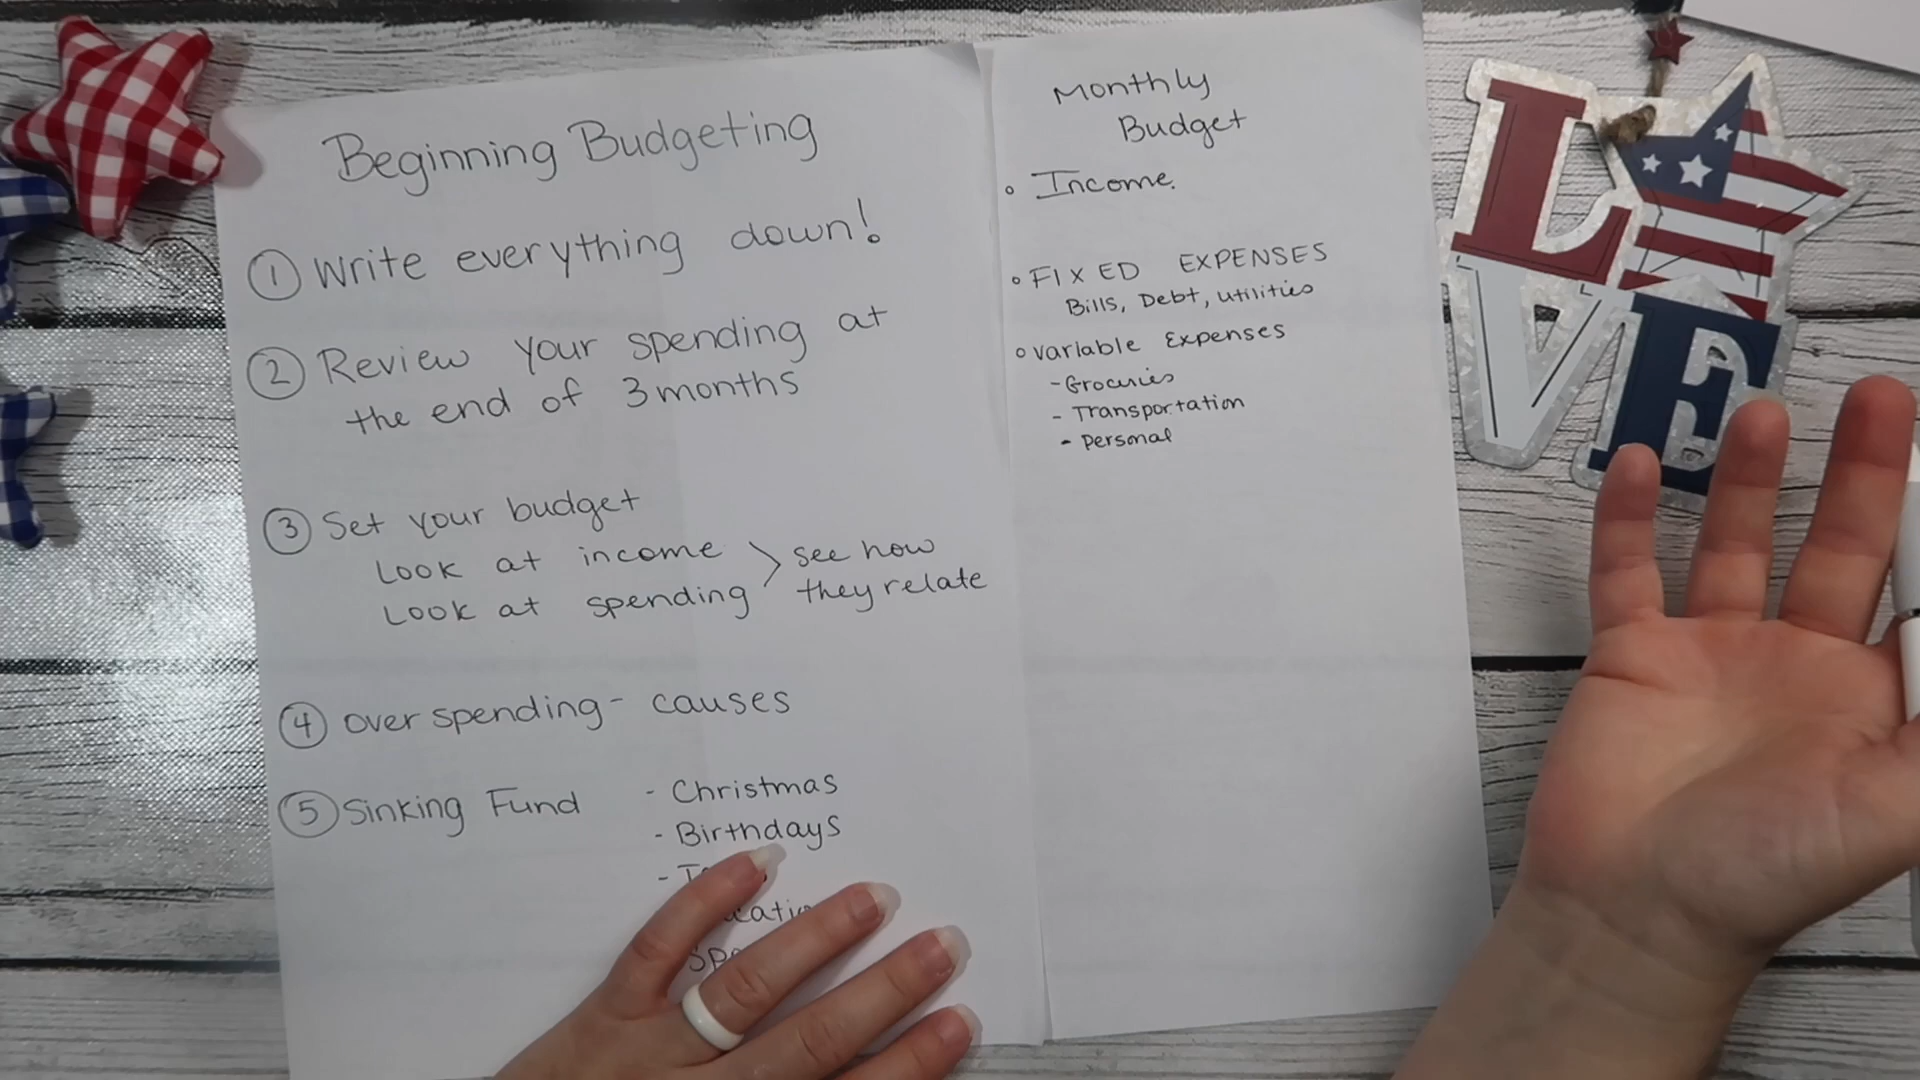 Beginning Budgeting
① Write everything down!
② Review your spending at
the end of 3 months
③ Set your budget
Look at income > see how
Look at spending they relate
④ over spending - causes
⑤ Sinking Fund - Christmas
- Birthdays
Monthly
Budget
◦ Income.
◦ FIXED EXPENSES
Bills, Debt, utilities
◦ variable Expenses
- Groceries
- Transportation
- Personal
LOVE